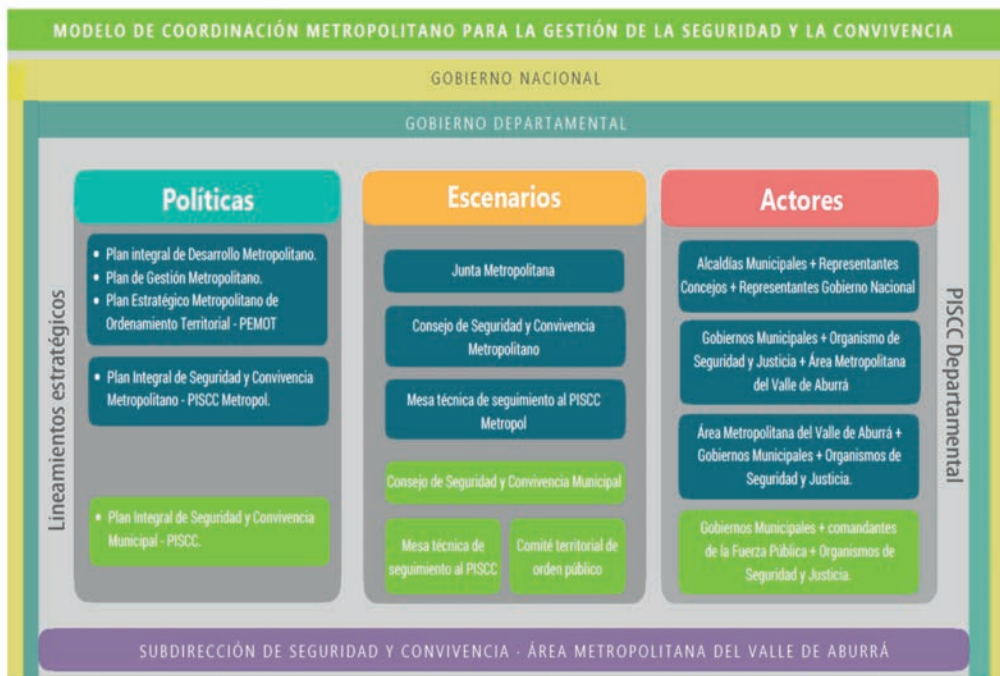 MODELO DE COORDINACIÓN METROPOLITANO PARA LA GESTIÓN DE LA SEGURIDAD Y LA CONVIVENCIA
GOBIERNO NACIONAL
GOBIERNO DEPARTAMENTAL
Lineamientos estratégicos
Políticas
• Plan integral de Desarrollo Metropolitano.
• Plan de Gestión Metropolitano.
• Plan Estratégico Metropolitano de
Ordenamiento Territorial - PEMOT
• Plan Integral de Seguridad y Convivencia
Metropolitano - PISCC Metropol.
• Plan Integral de Seguridad y Convivencia
Municipal - PISCC.
Escenarios
Junta Metropolitana
Consejo de Seguridad y Convivencia
Metropolitano
Mesa técnica de seguimiento al PISCC
Metropol
Consejo de Seguridad y Convivencia Municipal
Mesa técnica de
seguimiento al PISCC
Comité territorial de
orden público
Actores
Alcaldías Municipales + Representantes
Concejos + Representantes Gobierno Nacional
Gobiernos Municipales + Organismo de
Seguridad y Justicia + Área Metropolitana
del Valle de Aburrá
Área Metropolitana del Valle de Aburrá +
Gobiernos Municipales + Organismos de
Seguridad y Justicia.
Gobiernos Municipales + comandantes
de la Fuerza Pública + Organismos de
Seguridad y Justicia.
PISCC Departamental
SUBDIRECCIÓN DE SEGURIDAD Y CONVIVENCIA - ÁREA METROPOLITANA DEL VALLE DE ABURRÁ